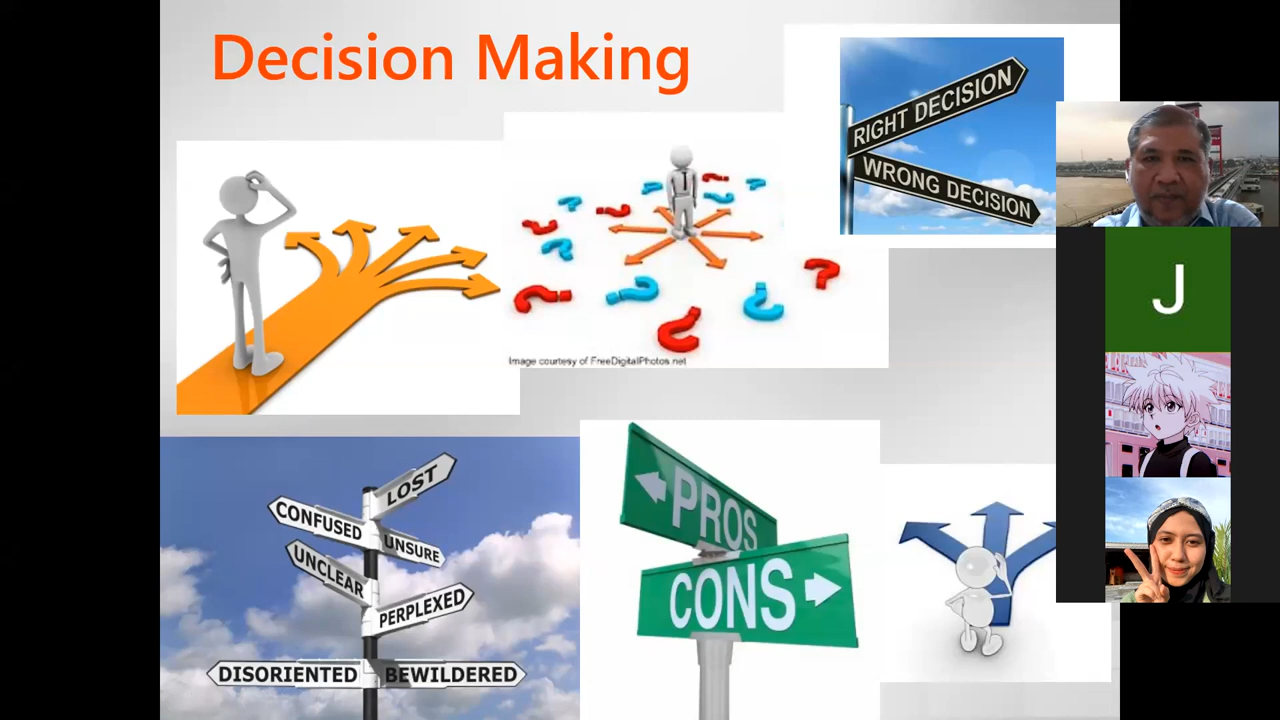 Decision Making
RIGHT DECISION
WRONG DECISION
Image courtesy of FreeDigitalPhotos.net
LOST
CONFUSED
UNSURE
UNCLEAR
PERPLEXED
DISORIENTED
BEWILDERED
PROS
CONS
J